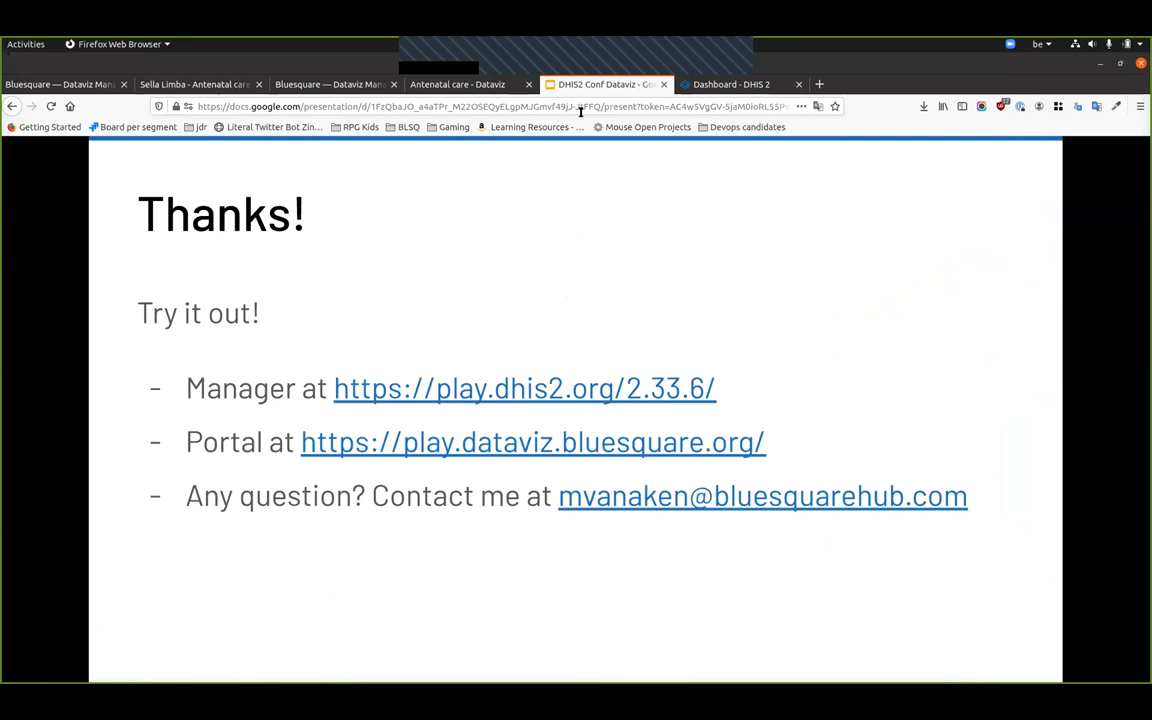 Activities Firefox Web Browser be
Bluesquare — Dataviz Man Sella Limba - Antenatal care Bluesquare — Dataviz Man Antenatal care - Dataviz DHIS2 Conf Dataviz - Go Dashboard - DHIS 2
Getting Started Board per segment jdr Literal Twitter Bot Zin... RPG Kids BLSQ Gaming Learning Resources - ... Mouse Open Projects Devops candidates
Thanks!
Try it out!
- Manager at https://play.dhis2.org/2.33.6/
- Portal at https://play.dataviz.bluesquare.org/
- Any question? Contact me at mvanaken@bluesquarehub.com